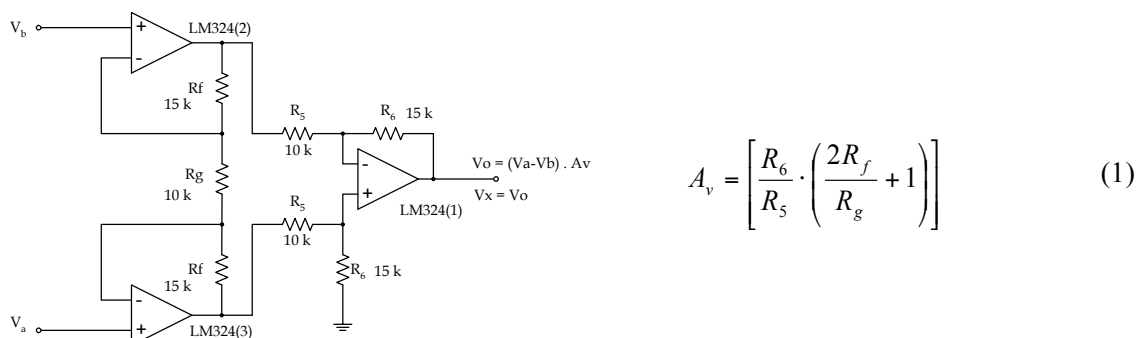 V_b
+
-
LM324(2)
Rf
15 k
Rg
10 k
Rf
15 k
-
+
V_a
LM324(3)
R_5
10 k
R_6 15 k
-
+
LM324(1)
R_5
10 k
R_6 15 k
Vo = (Va-Vb) . Av
Vx = Vo
A_v = [R_6/R_5 · (2R_f/R_g + 1)] (1)